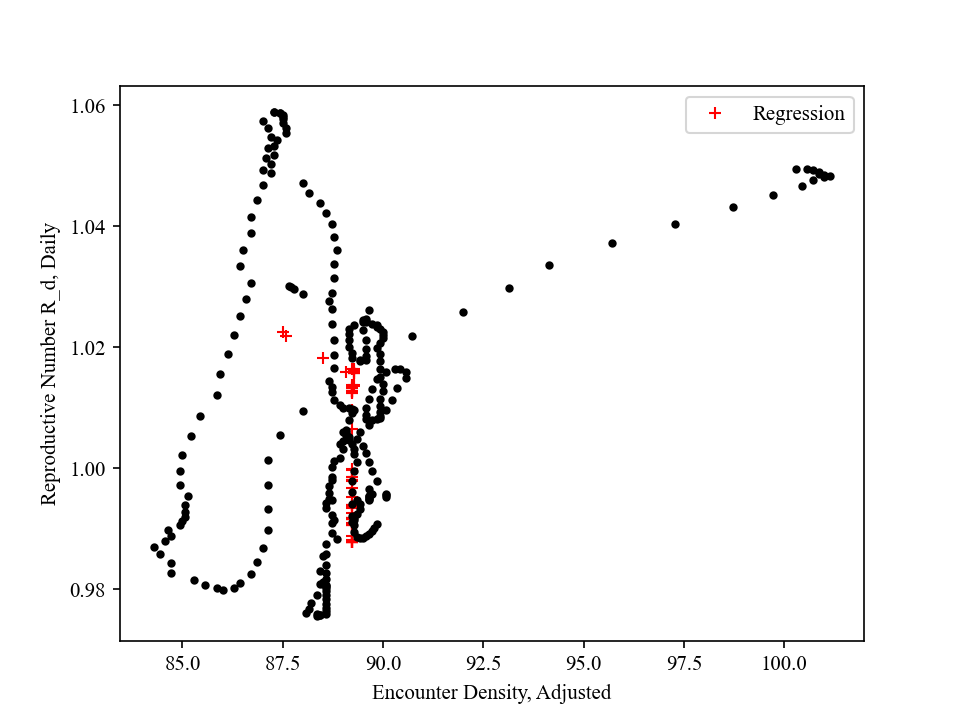 1.06
1.04
1.02
1.00
0.98
Reproductive Number R_d, Daily
Regression
85.0 87.5 90.0 92.5 95.0 97.5 100.0
Encounter Density, Adjusted